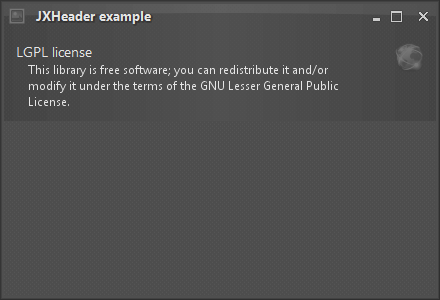 JXHeader example
LGPL license
This library is free software; you can redistribute it and/or
modify it under the terms of the GNU Lesser General Public
License.